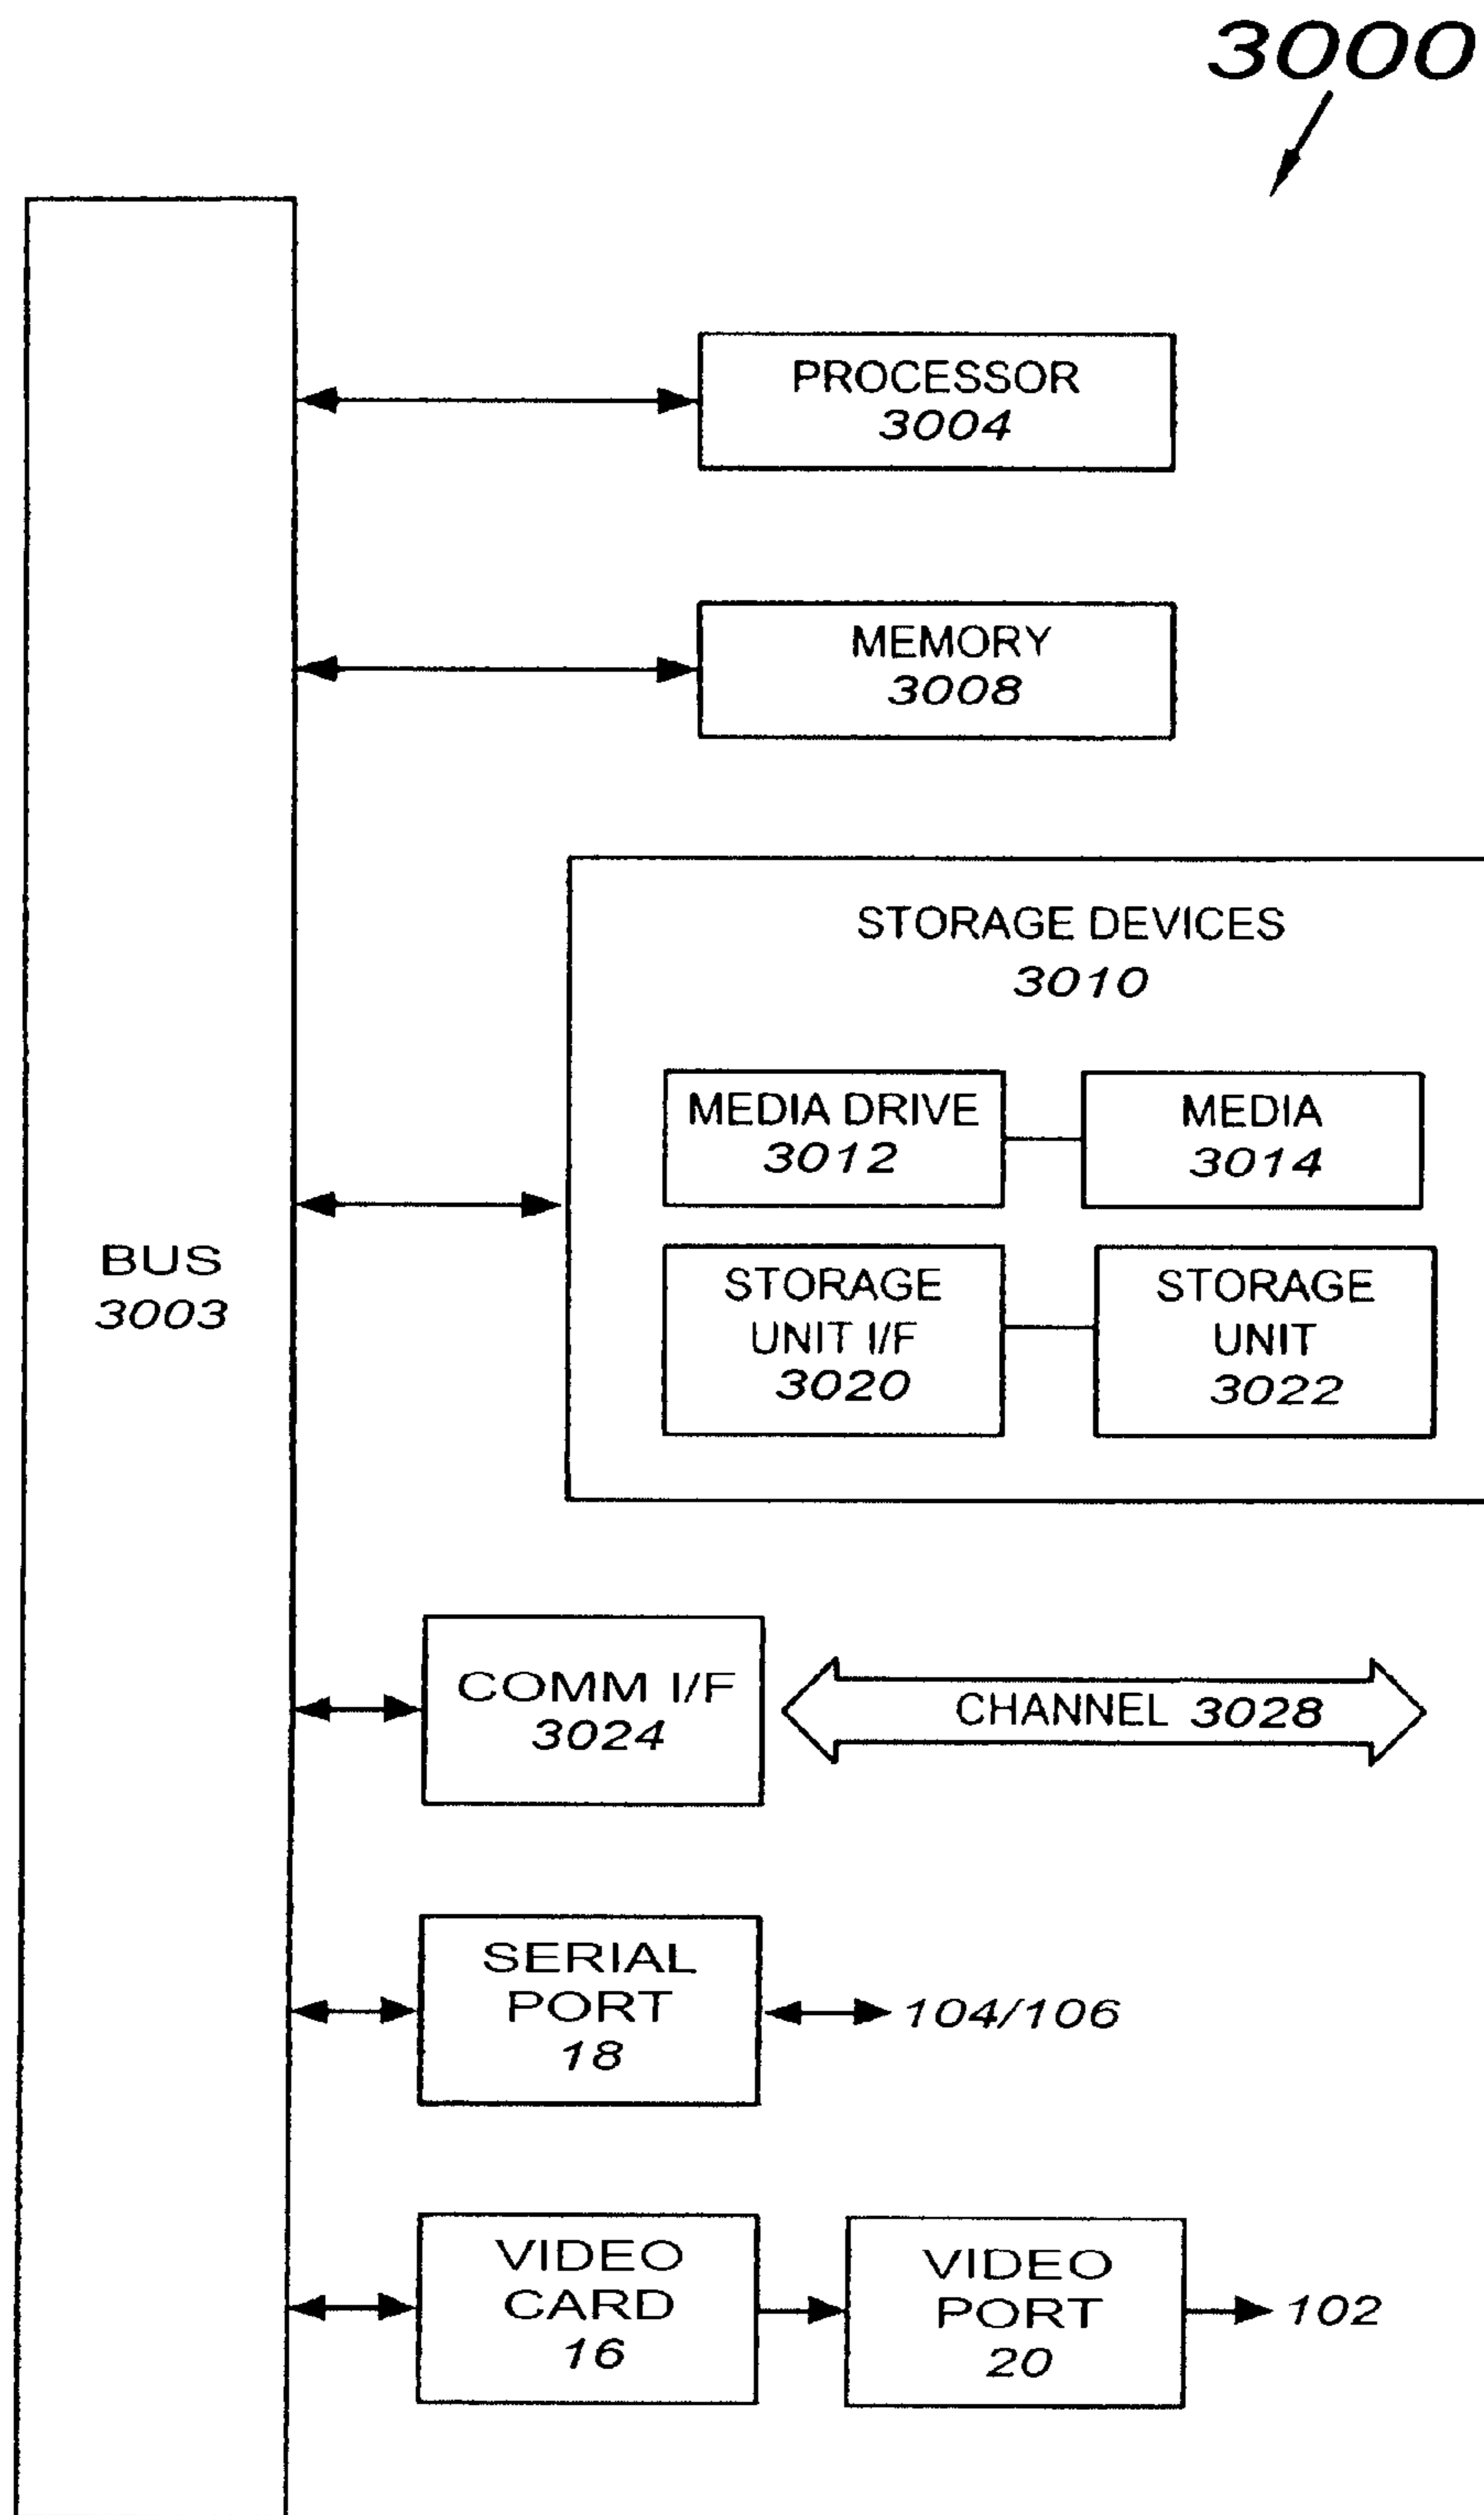 3000
PROCESSOR
3004
MEMORY
3008
STORAGE DEVICES
3010
MEDIA DRIVE
3012
MEDIA
3014
BUS
3003
STORAGE
UNIT I/F
3020
STORAGE
UNIT
3022
COMM I/F
3024
CHANNEL 3028
SERIAL
PORT
18
104/106
VIDEO
CARD
16
VIDEO
PORT
20
102